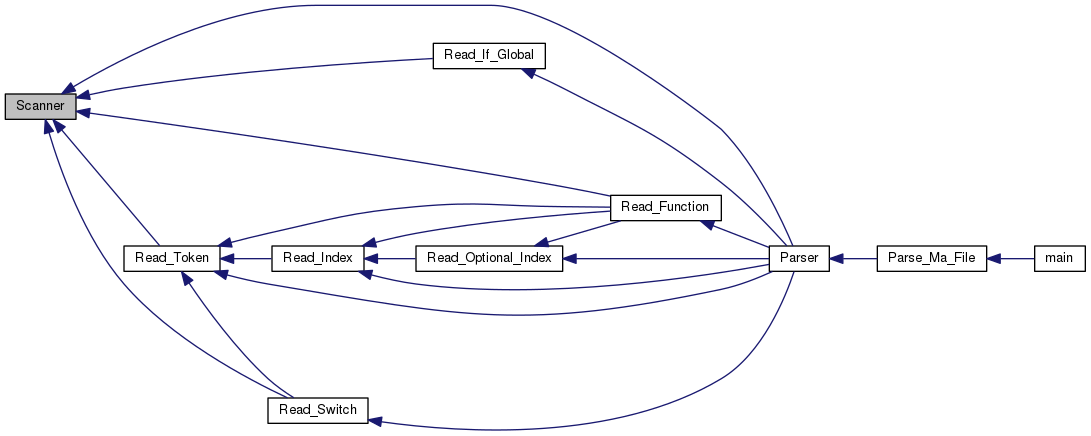 Read_If_Global
Scanner
Read_Function
Read_Token
Read_Index
Read_Optional_Index
Parser
Parse_Ma_File
main
Read_Switch